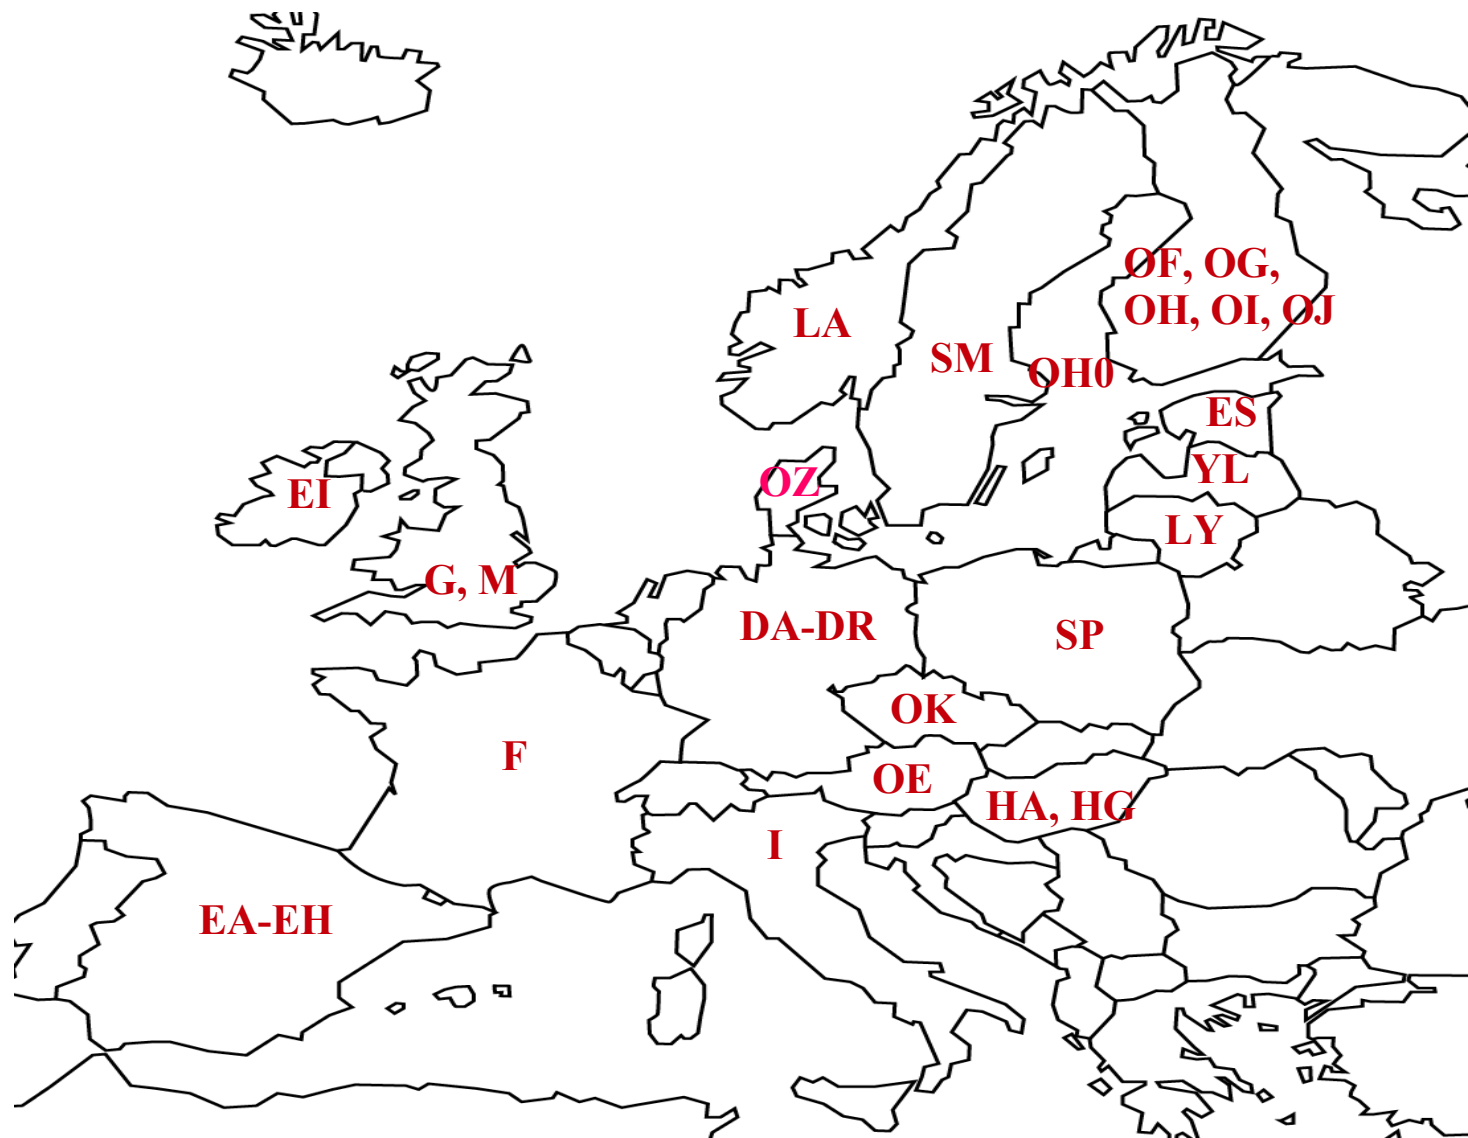 OF, OG,
OH, OI, OJ
LA
SM
OH0
ES
YL
OZ
EI
LY
G, M
DA-DR
SP
OK
F
OE
HA, HG
I
EA-EH